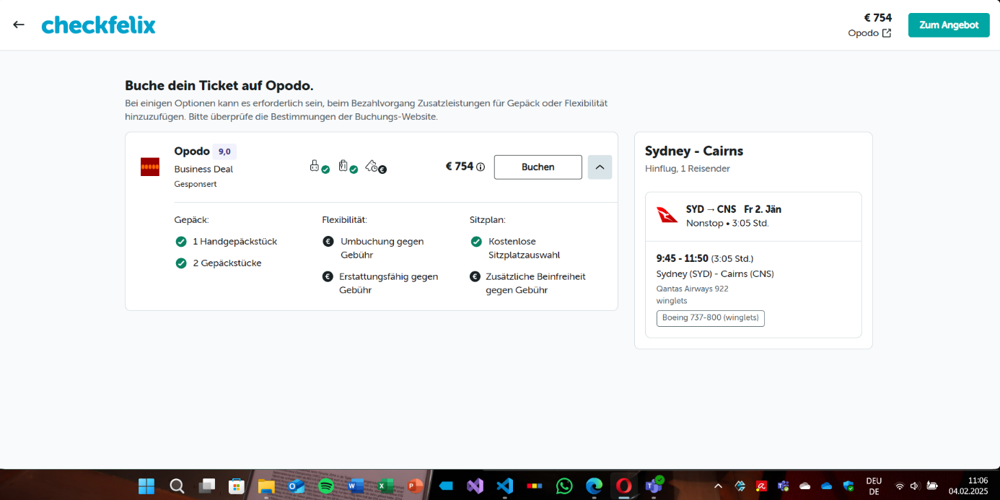 checkfelix
€ 754
Opodo
Zum Angebot
Buche dein Ticket auf Opodo.
Bei einigen Optionen kann es erforderlich sein, beim Bezahlvorgang Zusatzleistungen für Gepäck oder Flexibilität
hinzuzufügen. Bitte überprüfe die Bestimmungen der Buchungs-Website.
Opodo 9,0
Business Deal
Gesponsert
€ 754
Buchen
Gepäck:
1 Handgepäckstück
2 Gepäckstücke
Flexibilität:
Umbuchung gegen
Gebühr
Erstattungsfähig gegen
Gebühr
Sitzplan:
Kostenlose
Sitzplatzauswahl
Zusätzliche Beinfreiheit
gegen Gebühr
Sydney - Cairns
Hinflug, 1 Reisender
SYD → CNS Fr 2. Jän
Nonstop • 3:05 Std.
9:45 - 11:50 (3:05 Std.)
Sydney (SYD) - Cairns (CNS)
Qantas Airways 922
winglets
Boeing 737-800 (winglets)
DEU
DE
11:06
04.02.2025